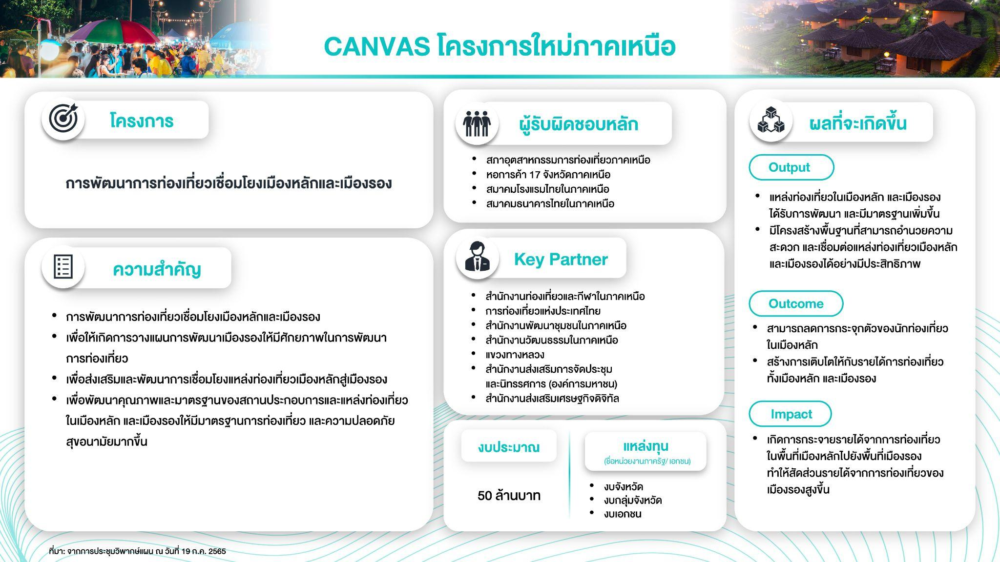 CANVAS โครงการใหม่ภาคเหนือ
โครงการ
การพัฒนาการท่องเที่ยวเชื่อมโยงเมืองหลักและเมืองรอง
ความสำคัญ
• การพัฒนาการท่องเที่ยวเชื่อมโยงเมืองหลักและเมืองรอง
• เพื่อให้เกิดการวางแผนการพัฒนาเมืองรองให้มีศักยภาพในการพัฒนา
การท่องเที่ยว
• เพื่อส่งเสริมและพัฒนาการเชื่อมโยงแหล่งท่องเที่ยวเมืองหลักสู่เมืองรอง
• เพื่อพัฒนาคุณภาพและมาตรฐานของสถานประกอบการและแหล่งท่องเที่ยว
ในเมืองหลัก และเมืองรองให้มีมาตรฐานการท่องเที่ยว และความปลอดภัย
สุขอนามัยมากขึ้น
ผู้รับผิดชอบหลัก
• สภาอุตสาหกรรมการท่องเที่ยวภาคเหนือ
• หอการค้า 17 จังหวัดภาคเหนือ
• สมาคมโรงแรมไทยในภาคเหนือ
• สมาคมธนาคารไทยในภาคเหนือ
Key Partner
• สำนักงานท่องเที่ยวและกีฬาในภาคเหนือ
• การท่องเที่ยวแห่งประเทศไทย
• สำนักงานพัฒนาชุมชนในภาคเหนือ
• สำนักงานวัฒนธรรมในภาคเหนือ
• แขวงทางหลวง
• สำนักงานส่งเสริมการจัดประชุม
และนิทรรศการ (องค์การมหาชน)
• สำนักงานส่งเสริมเศรษฐกิจดิจิทัล
งบประมาณ
50 ล้านบาท
แหล่งทุน
(ชื่อหน่วยงานภาครัฐ/ เอกชน)
• งบจังหวัด
• งบกลุ่มจังหวัด
• งบเอกชน
ผลที่จะเกิดขึ้น
Output
• แหล่งท่องเที่ยวในเมืองหลัก และเมืองรอง
ได้รับการพัฒนา และมีมาตรฐานเพิ่มขึ้น
• มีโครงสร้างพื้นฐานที่สามารถอำนวยความ
สะดวก และเชื่อมต่อแหล่งท่องเที่ยวเมืองหลัก
และเมืองรองได้อย่างมีประสิทธิภาพ
Outcome
• สามารถลดการกระจุกตัวของนักท่องเที่ยว
ในเมืองหลัก
• สร้างการเติบโตให้กับรายได้การท่องเที่ยว
ทั้งเมืองหลัก และเมืองรอง
Impact
• เกิดการกระจายรายได้จากการท่องเที่ยว
ในพื้นที่เมืองหลักไปยังพื้นที่เมืองรอง
ทำให้สัดส่วนรายได้จากการท่องเที่ยวของ
เมืองรองสูงขึ้น
ที่มา: จากการประชุมวิพากษ์แผน ณ วันที่ 19 ก.ค. 2565